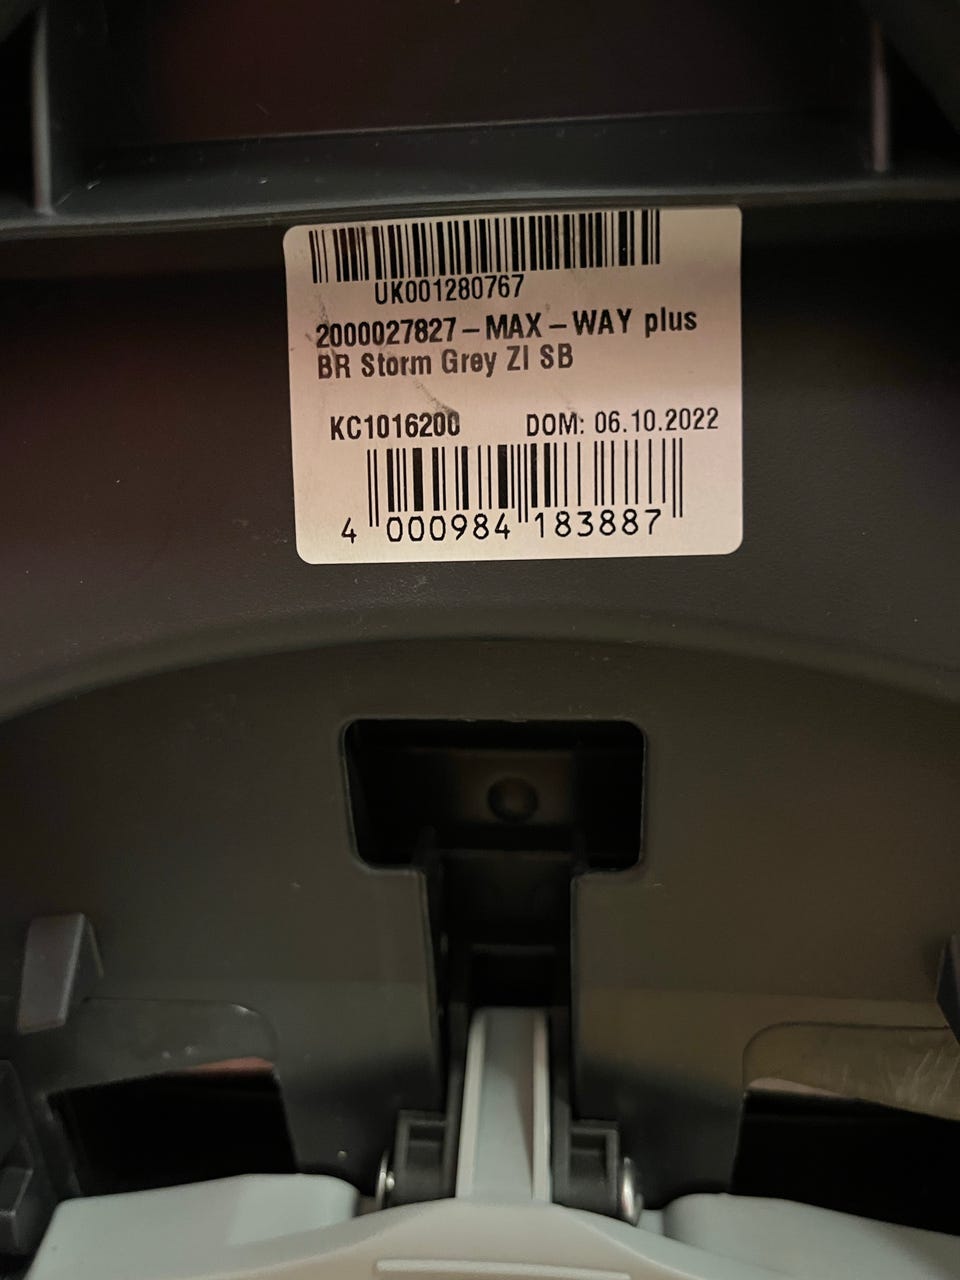 UK001280767
2000027827-MAX-WAY plus
BR Storm Grey ZI SB
KC1016200 DOM: 06.10.2022
4 000984 183887